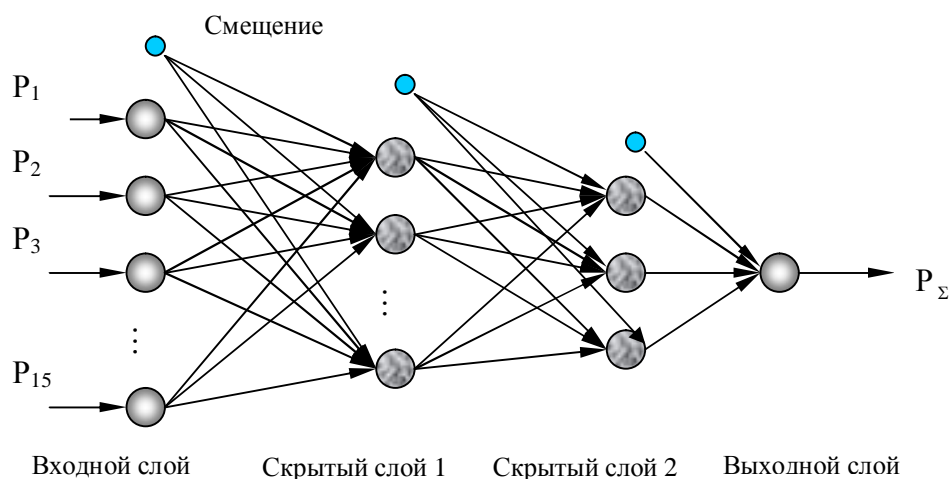 Смещение
P1
P2
P3
⋮
⋮
P15
PΣ
Входной слой
Скрытый слой 1
Скрытый слой 2
Выходной слой